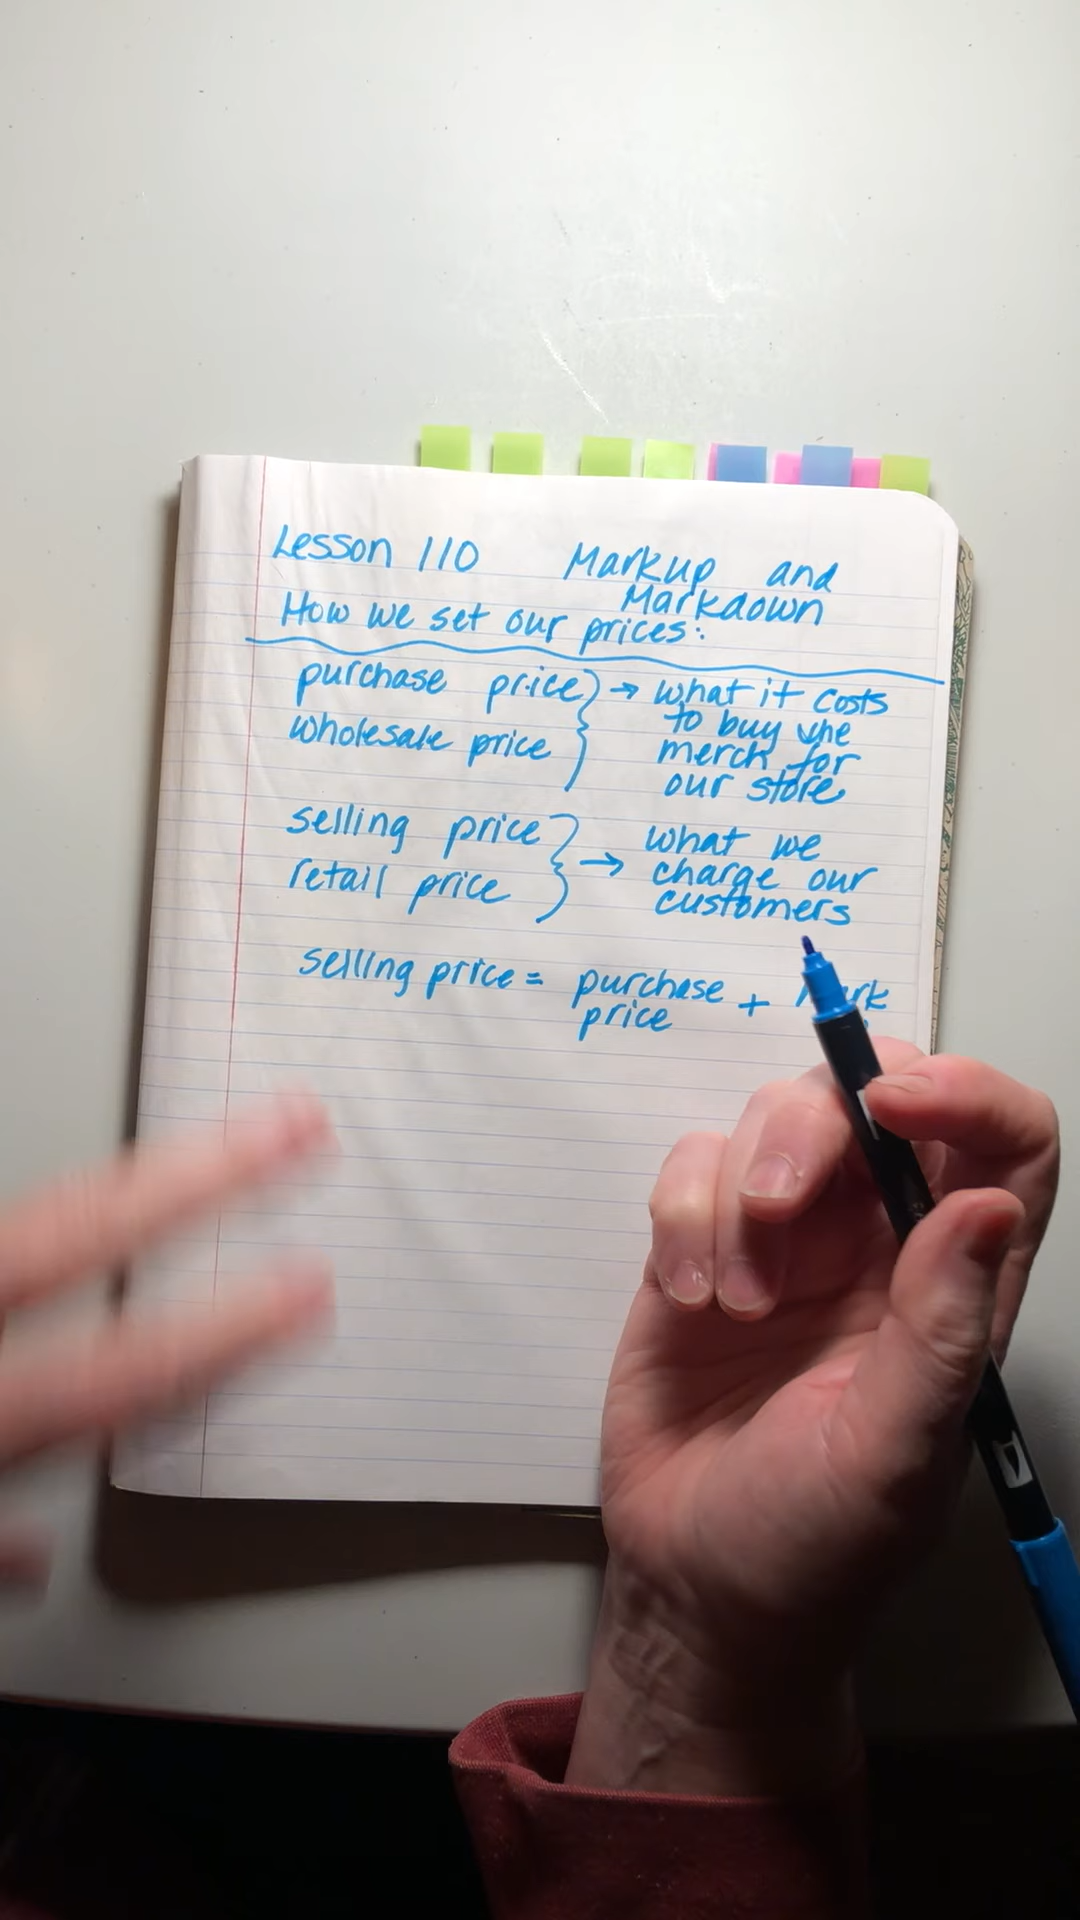 Lesson 110 Markup and
Markdown
How we set our prices:
purchase price } → what it costs
wholesale price to buy the
merch for
our store
selling price } → what we
retail price charge our
customers
selling price = purchase +
price